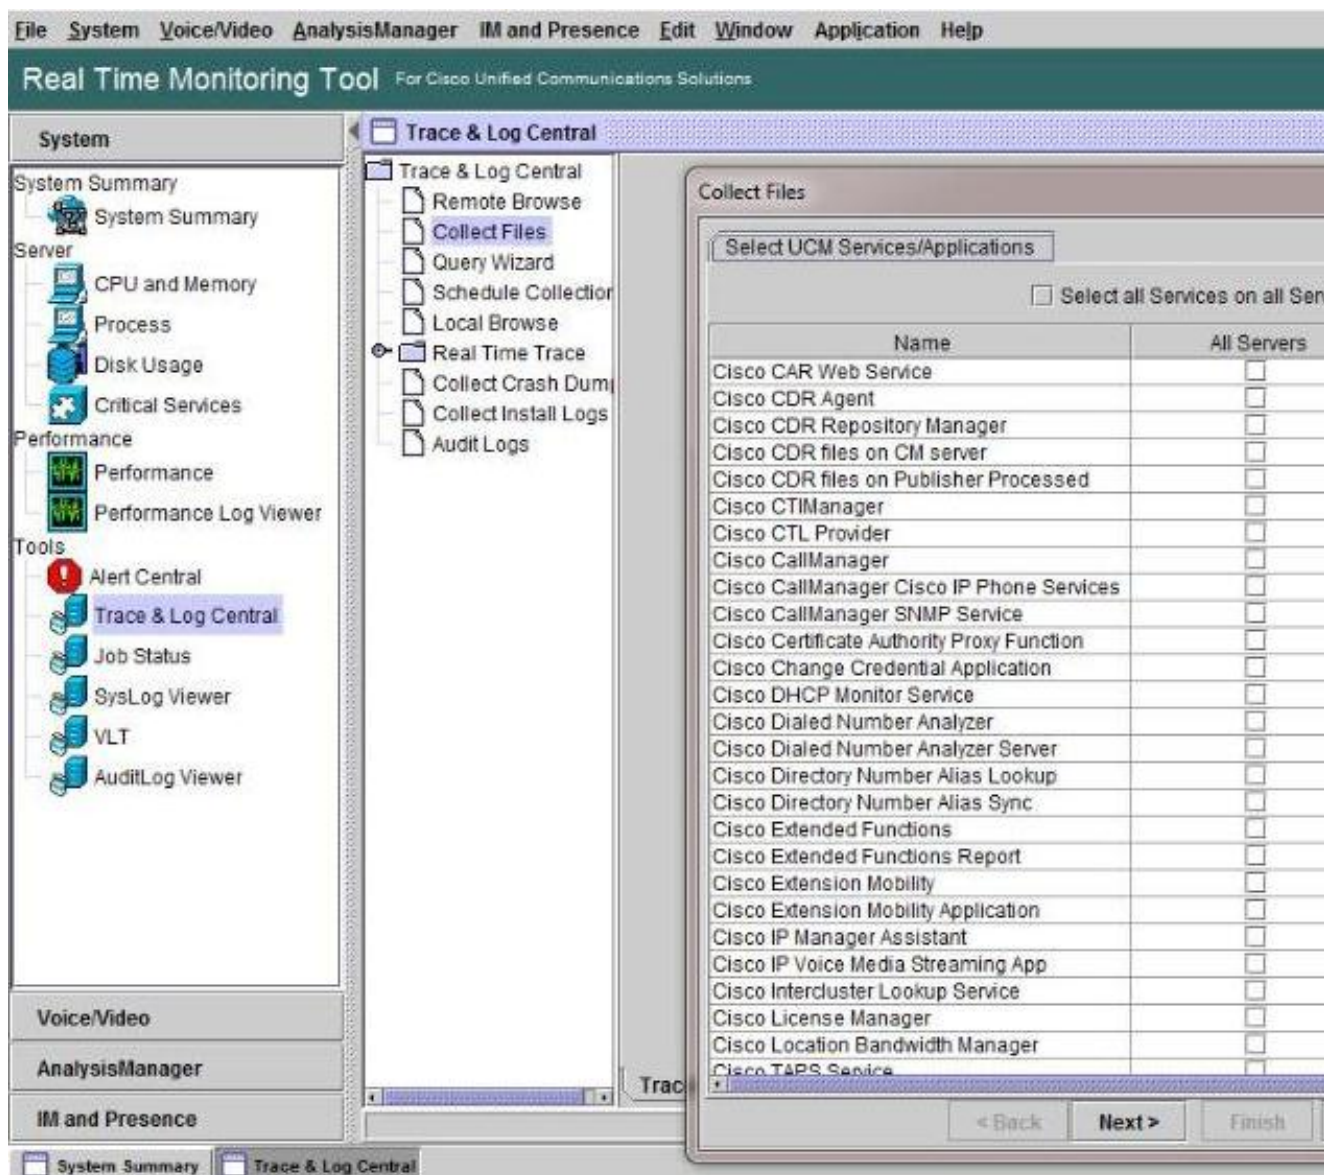 File System Voice/Video AnalysisManager IM and Presence Edit Window Application Help
Real Time Monitoring Tool For Cisco Unified Communications Solutions
System
System Summary
System Summary
Server
CPU and Memory
Process
Disk Usage
Critical Services
Performance
Performance
Performance Log Viewer
Tools
Alert Central
Trace & Log Central
Job Status
SysLog Viewer
VLT
AuditLog Viewer
Voice/Video
AnalysisManager
IM and Presence
Trace & Log Central
Trace & Log Central
Remote Browse
Collect Files
Query Wizard
Schedule Collection
Local Browse
Real Time Trace
Collect Crash Dum
Collect Install Logs
Audit Logs
Trac
Collect Files
Select UCM Services/Applications
Select all Services on all Ser
Name All Servers
Cisco CAR Web Service
Cisco CDR Agent
Cisco CDR Repository Manager
Cisco CDR files on CM server
Cisco CDR files on Publisher Processed
Cisco CTIManager
Cisco CTL Provider
Cisco CallManager
Cisco CallManager Cisco IP Phone Services
Cisco CallManager SNMP Service
Cisco Certificate Authority Proxy Function
Cisco Change Credential Application
Cisco DHCP Monitor Service
Cisco Dialed Number Analyzer
Cisco Dialed Number Analyzer Server
Cisco Directory Number Alias Lookup
Cisco Directory Number Alias Sync
Cisco Extended Functions
Cisco Extended Functions Report
Cisco Extension Mobility
Cisco Extension Mobility Application
Cisco IP Manager Assistant
Cisco IP Voice Media Streaming App
Cisco Intercluster Lookup Service
Cisco License Manager
Cisco Location Bandwidth Manager
Cisco TAPS Service
< Back Next > Finish
System Summary Trace & Log Central